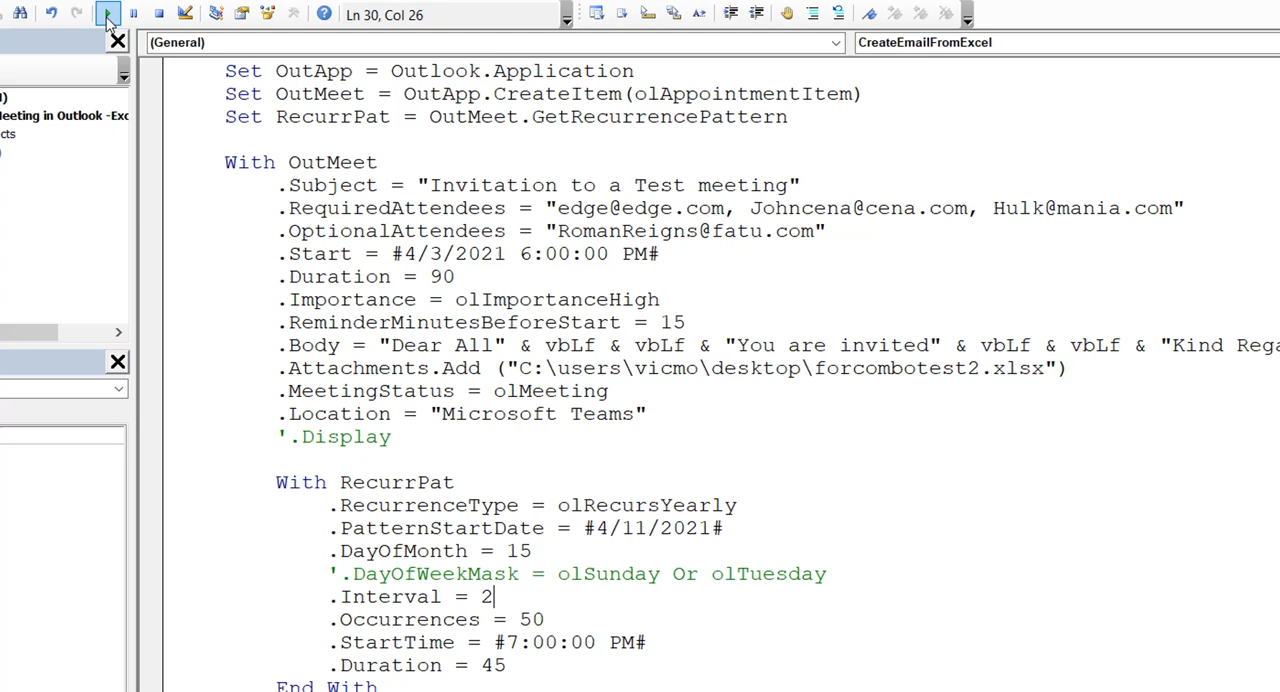 Ln 30, Col 26
(General)
CreateEmailFromExcel
)
Meeting in Outlook -Exc
cts
)
Set OutApp = Outlook.Application
Set OutMeet = OutApp.CreateItem(olAppointmentItem)
Set RecurrPat = OutMeet.GetRecurrencePattern
With OutMeet
.Subject = "Invitation to a Test meeting"
.RequiredAttendees = "edge@edge.com, Johncena@cena.com, Hulk@mania.com"
.OptionalAttendees = "RomanReigns@fatu.com"
.Start = #4/3/2021 6:00:00 PM#
.Duration = 90
.Importance = olImportanceHigh
.ReminderMinutesBeforeStart = 15
.Body = "Dear All" & vbLf & vbLf & "You are invited" & vbLf & vbLf & "Kind Rega
.Attachments.Add ("C:\users\vicmo\desktop\forcombotest2.xlsx")
.MeetingStatus = olMeeting
.Location = "Microsoft Teams"
'.Display
With RecurrPat
.RecurrenceType = olRecursYearly
.PatternStartDate = #4/11/2021#
.DayOfMonth = 15
'.DayOfWeekMask = olSunday Or olTuesday
.Interval = 2
.Occurrences = 50
.StartTime = #7:00:00 PM#
.Duration = 45
End With